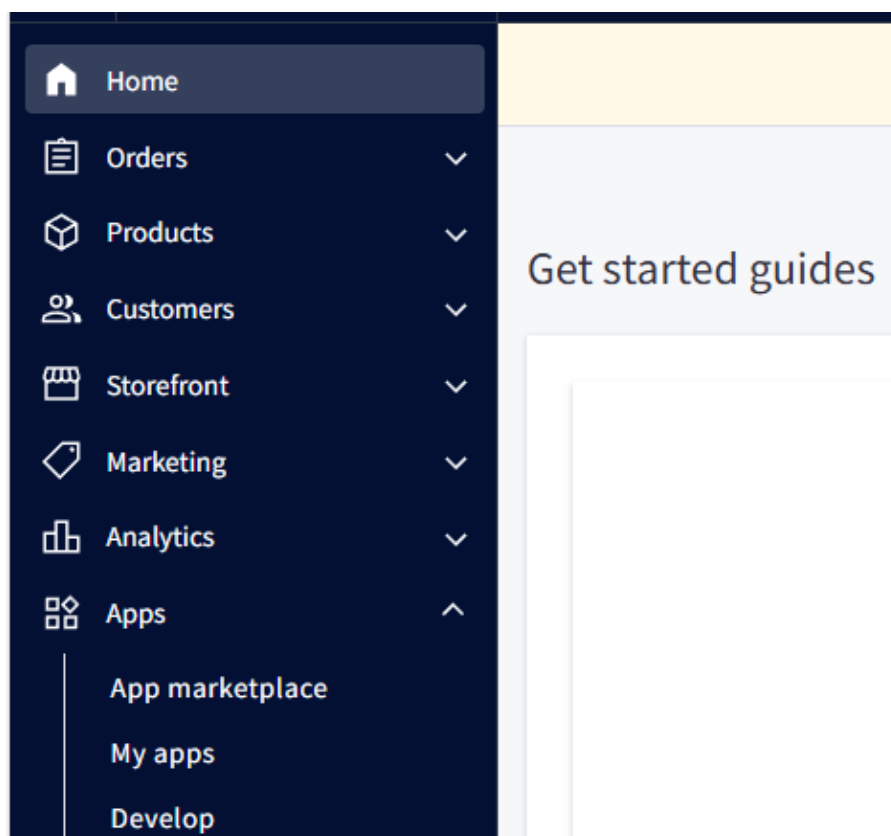 Home
Orders
Products
Customers
Storefront
Marketing
Analytics
Apps
App marketplace
My apps
Develop
Get started guides